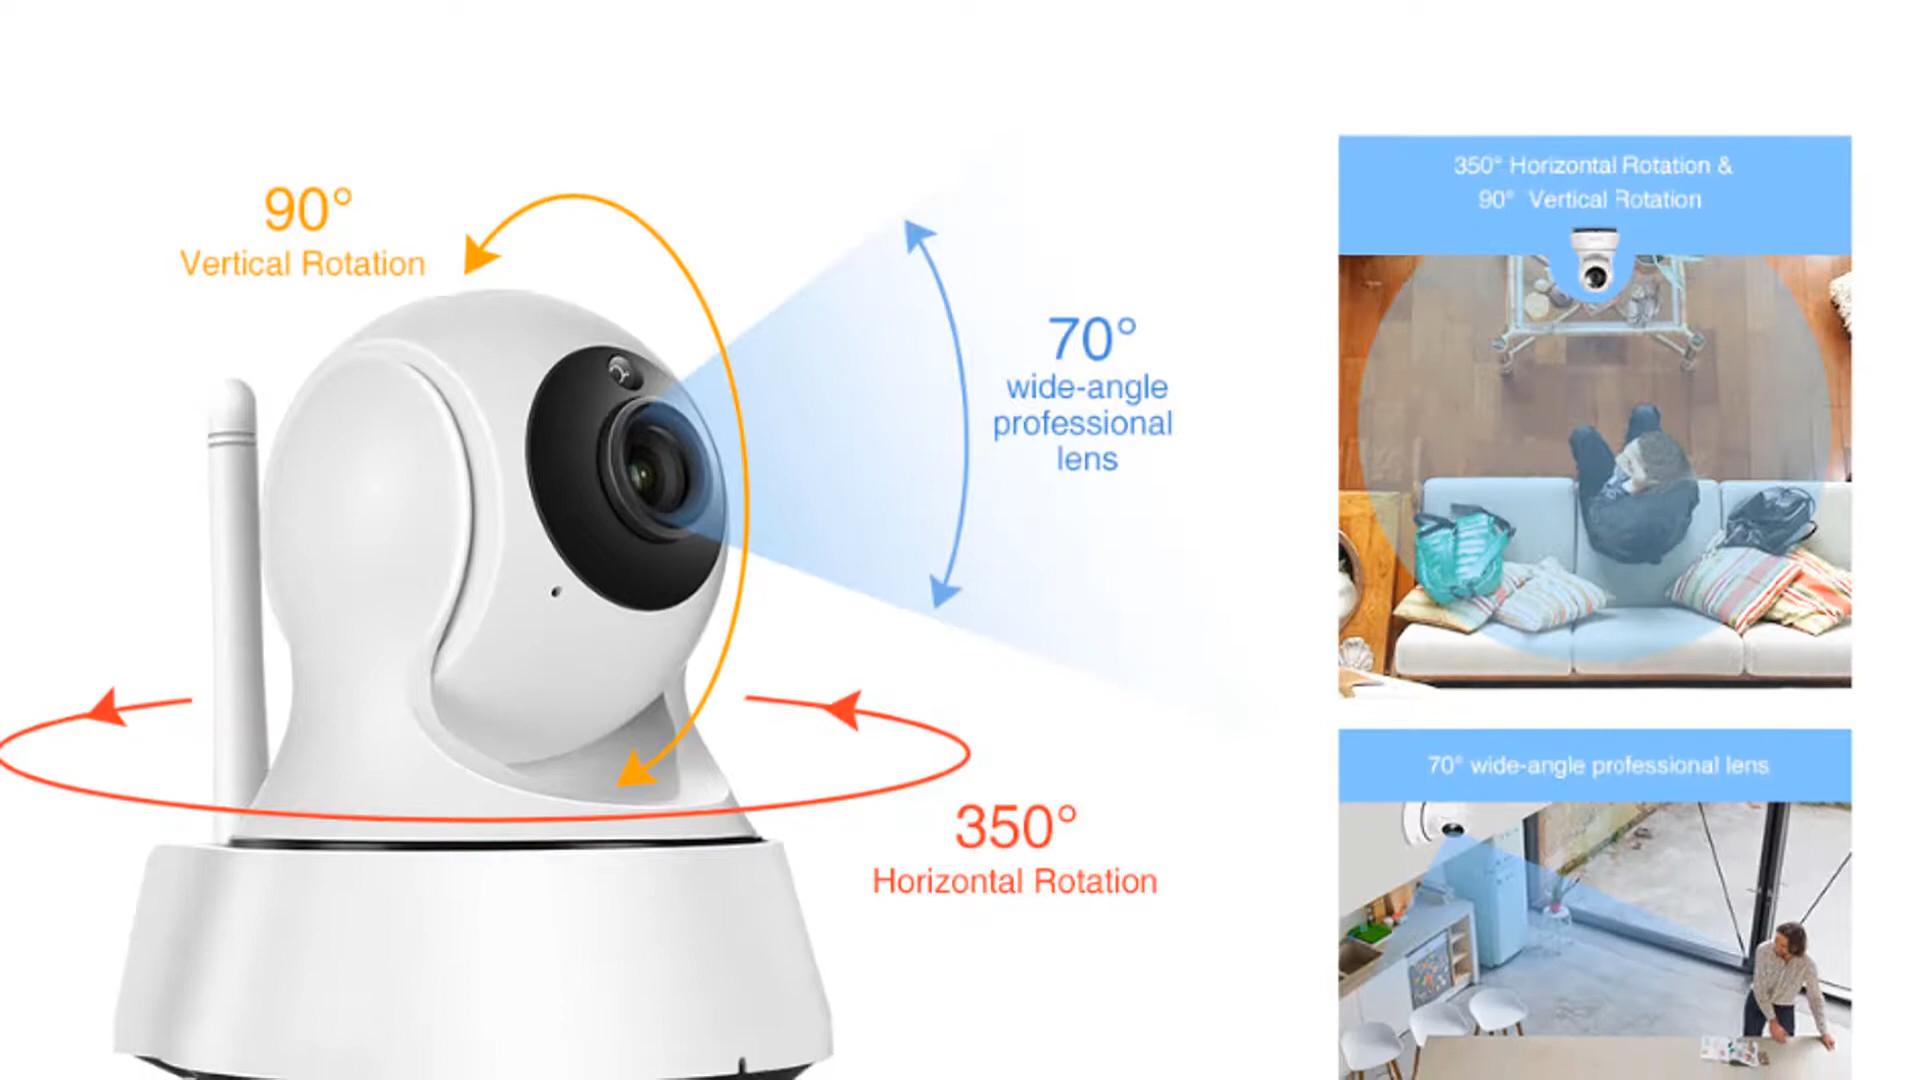 90°
Vertical Rotation
70°
wide-angle
professional
lens
350°
Horizontal Rotation
350° Horizontal Rotation &
90° Vertical Rotation
70° wide-angle professional lens